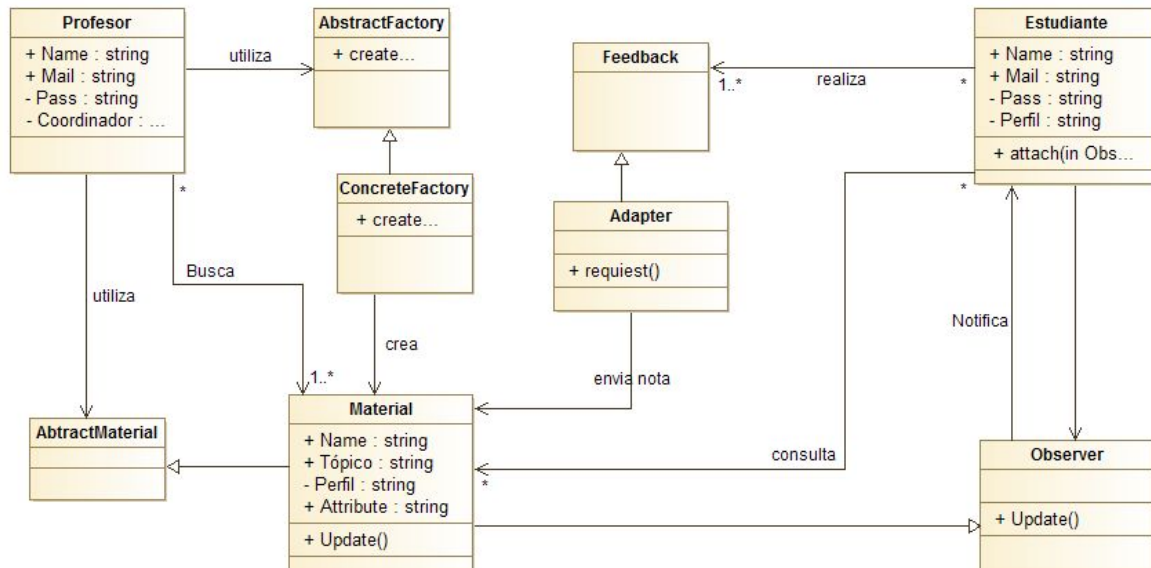 Profesor
+ Name : string
+ Mail : string
- Pass : string
- Coordinador : ...
utiliza
AbstractFactory
+ create...
Feedback
1..*
realiza
*
Estudiante
+ Name : string
+ Mail : string
- Pass : string
- Perfil : string
+ attach(in Obs...
*
*
ConcreteFactory
+ create...
Adapter
+ requiest()
Busca
utiliza
crea
envia nota
Notifica
1..*
AbtractMaterial
Material
+ Name : string
+ Tópico : string
- Perfil : string
+ Attribute : string
+ Update()
consulta
*
Observer
+ Update()